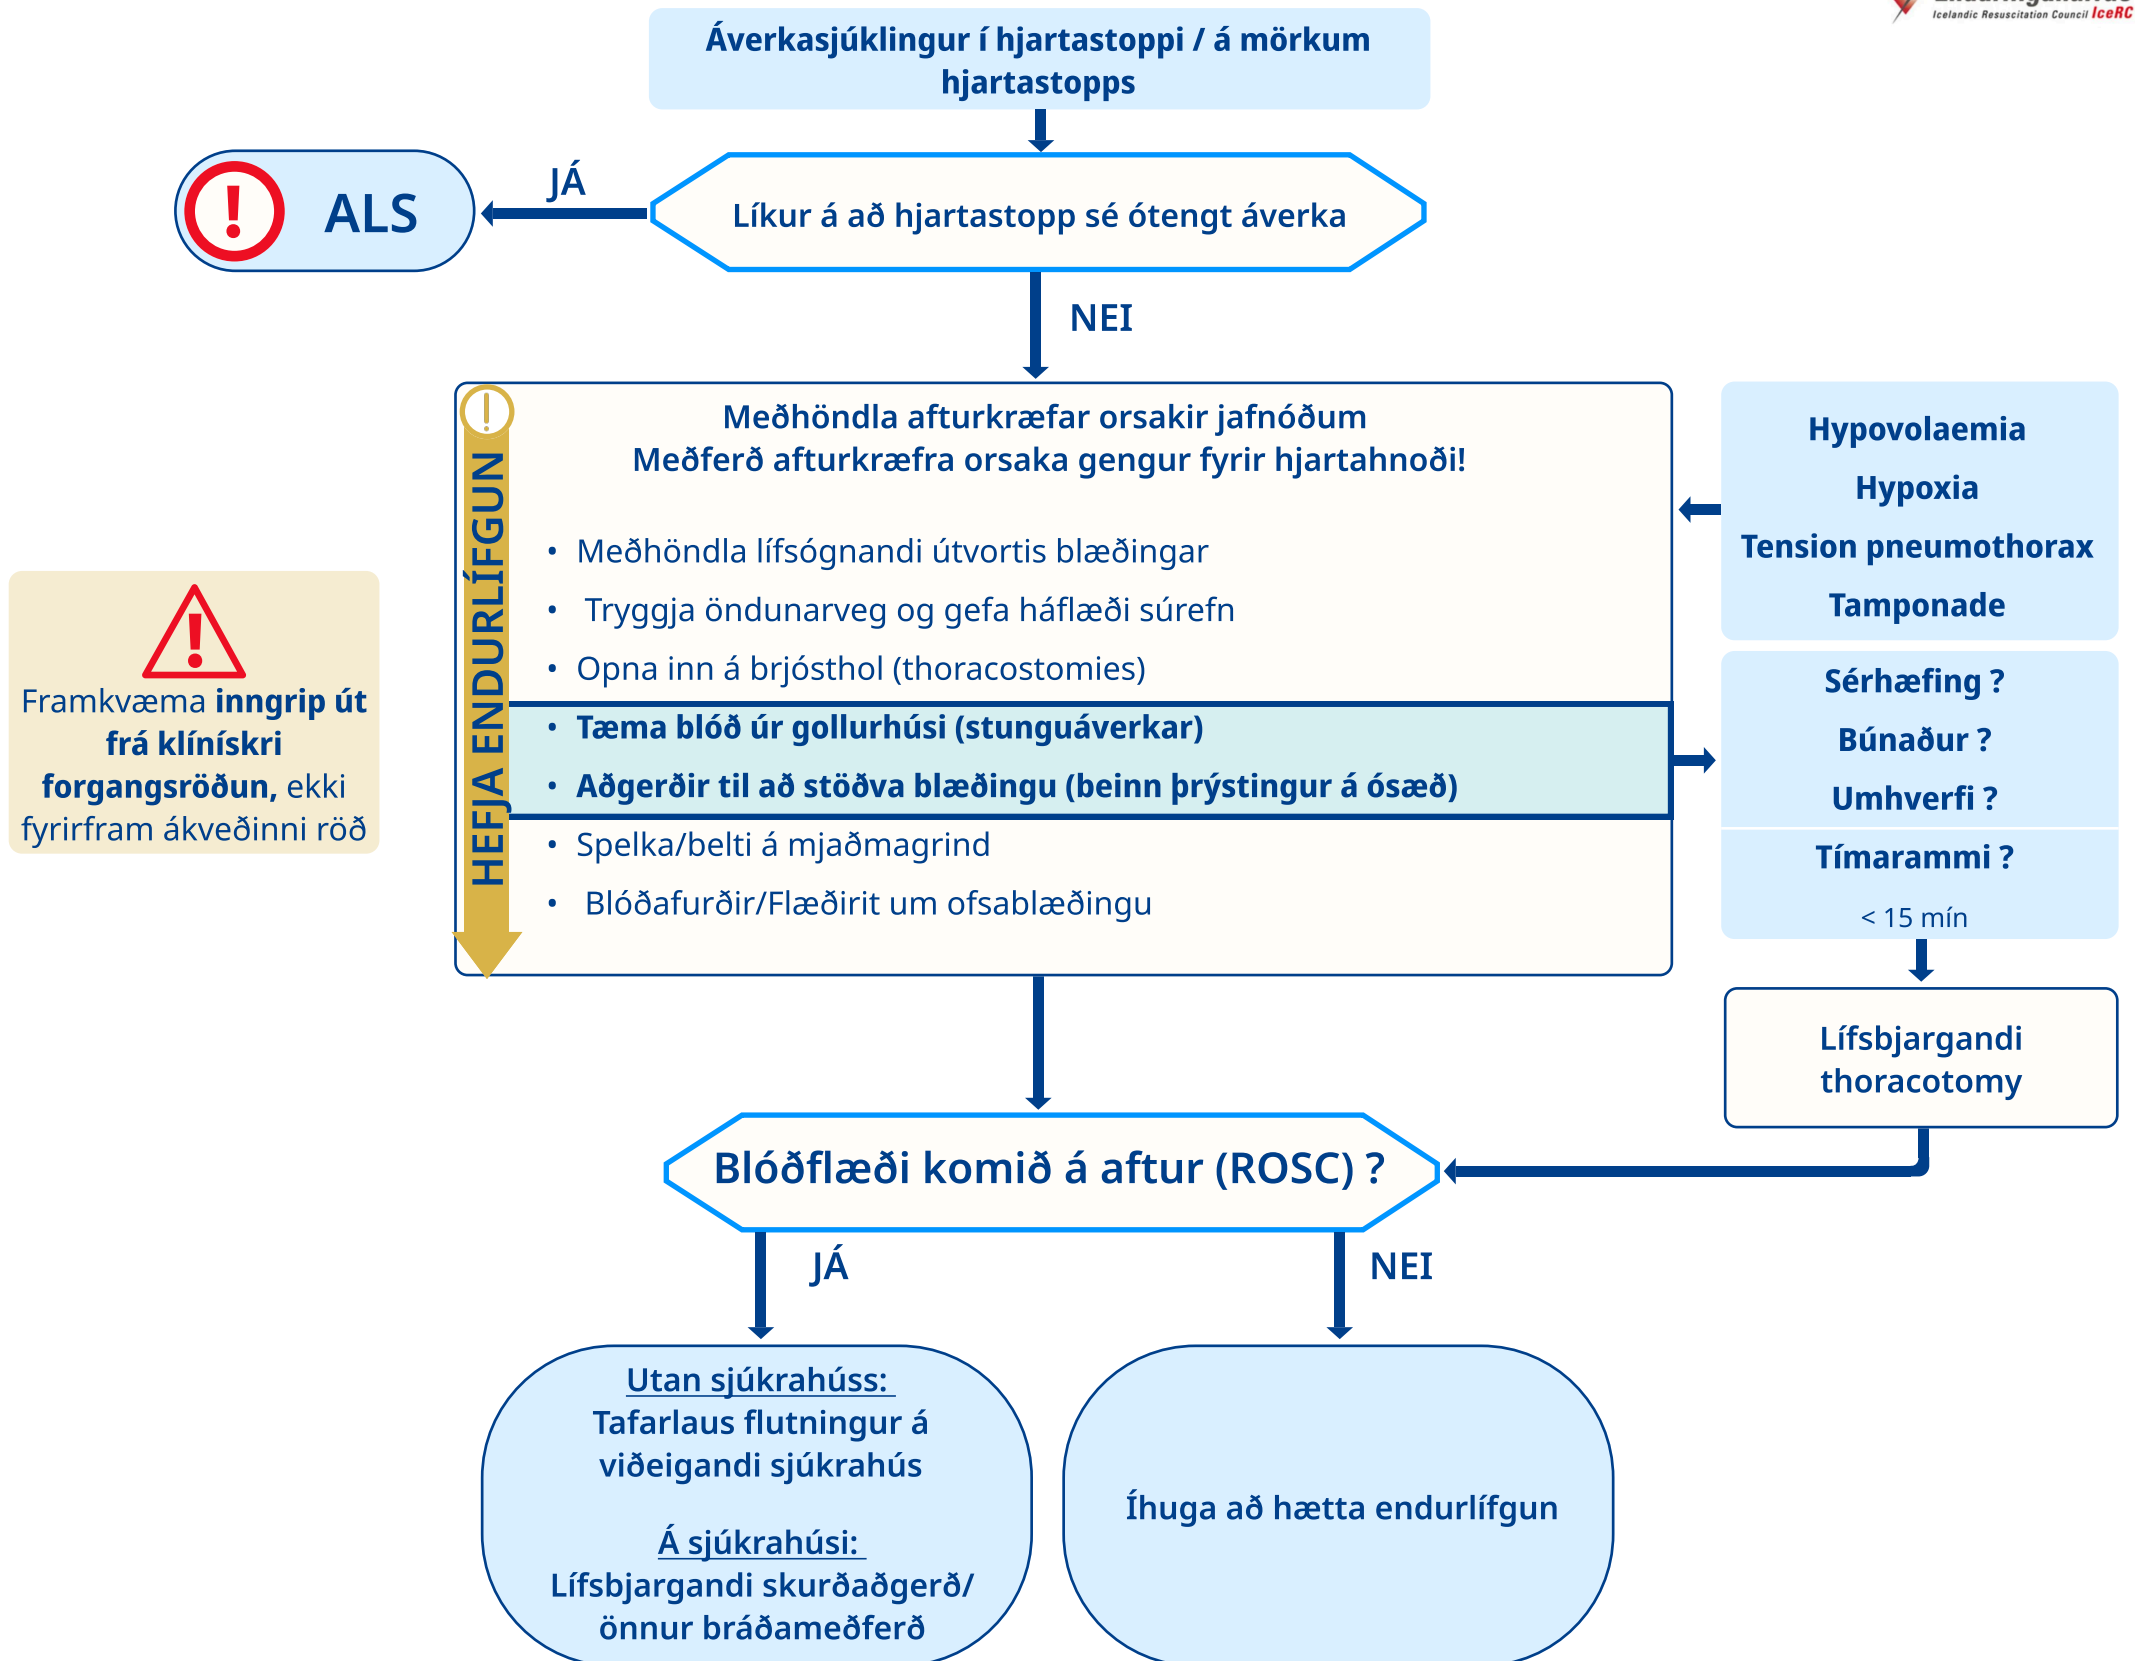 Icelandic Resuscitation Council IceRC
Áverkasjúklingur í hjartastoppi / á mörkum
hjartastopps
JÁ
! ALS
Líkur á að hjartastopp sé ótengt áverka
NEI
HEFJA ENDURLÍFGUN
Meðhöndla afturkræfar orsakir jafnóðum
Meðferð afturkræfra orsaka gengur fyrir hjartahnoði!
• Meðhöndla lífsógnandi útvortis blæðingar
• Tryggja öndunarveg og gefa háflæði súrefn
• Opna inn á brjósthol (thoracostomies)
• Tæma blóð úr gollurhúsi (stunguáverkar)
• Aðgerðir til að stöðva blæðingu (beinn þrýstingur á ósæð)
• Spelka/belti á mjaðmagrind
• Blóðafurðir/Flæðirit um ofsablæðingu
Hypovolaemia
Hypoxia
Tension pneumothorax
Tamponade
Sérhæfing ?
Búnaður ?
Umhverfi ?
Tímarammi ?
< 15 mín
Lífsbjargandi
thoracotomy
!
Framkvæma inngrip út
frá klínískri
forgangsröðun, ekki
fyrirfram ákveðinni röð
Blóðflæði komið á aftur (ROSC) ?
JÁ
NEI
Utan sjúkrahúss:
Tafarlaus flutningur á
viðeigandi sjúkrahús
Á sjúkrahúsi:
Lífsbjargandi skurðaðgerð/
önnur bráðameðferð
Íhuga að hætta endurlífgun